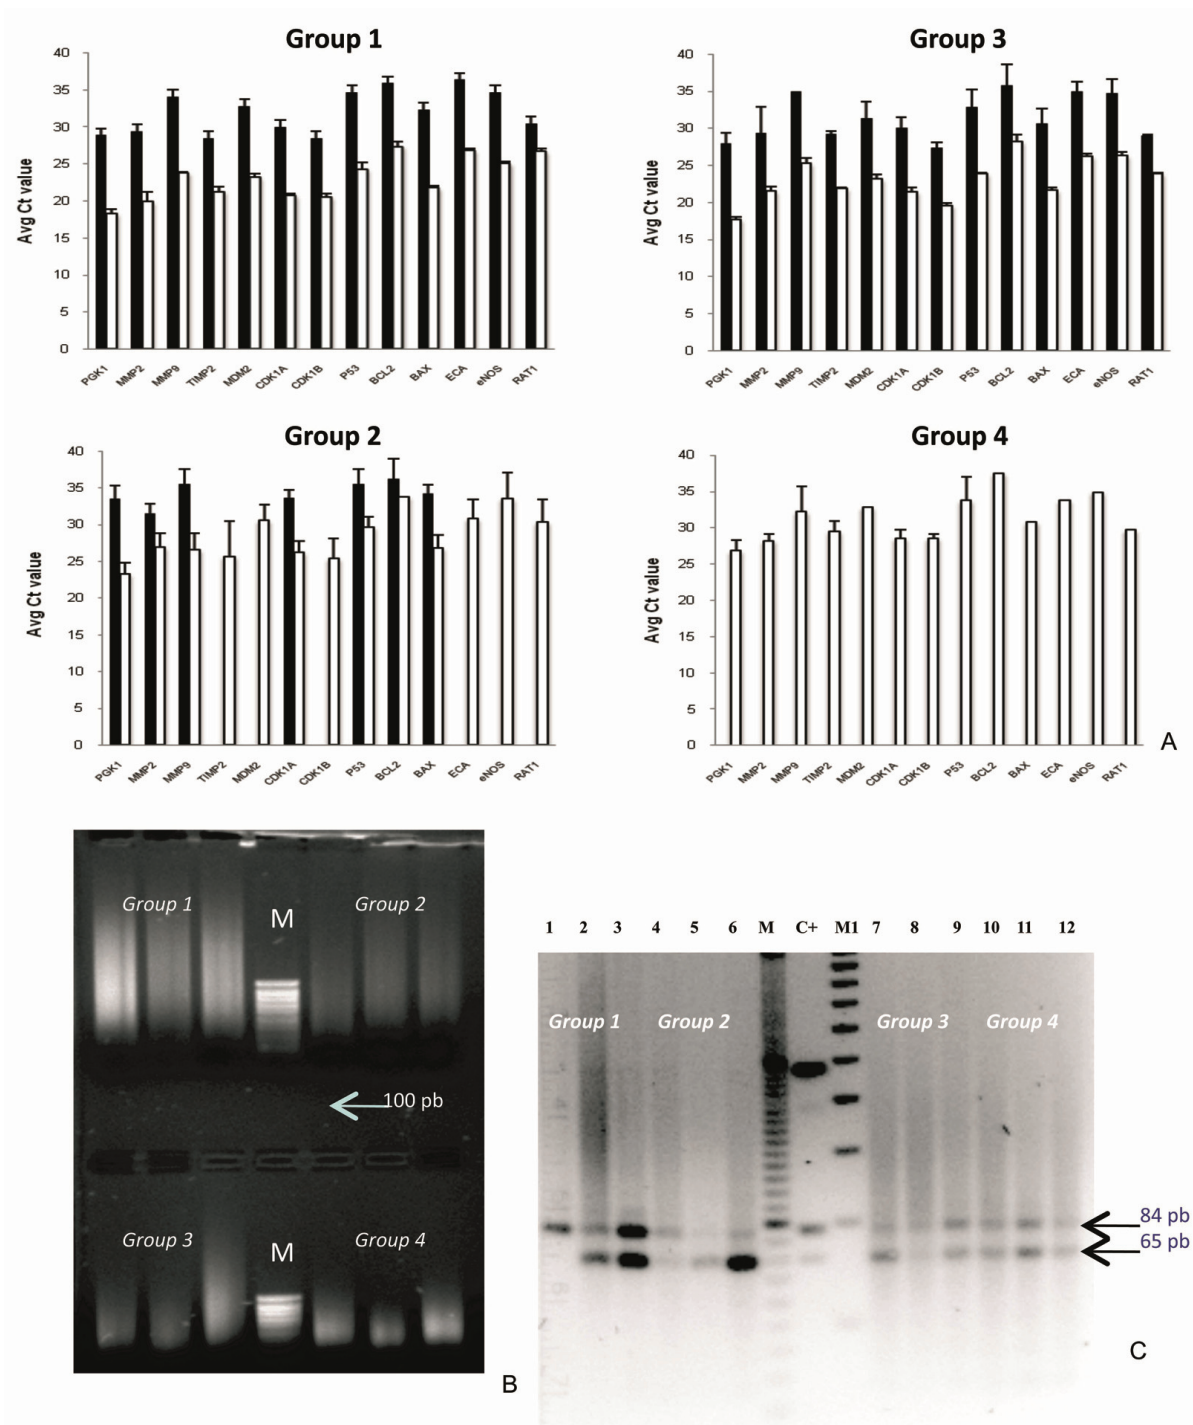 Group 1
40
35
30
25
20
15
10
5
0
Avg Ct value
PGK1 MMP2 MMP9 TIMP2 MDM2 CDK1A CDK1B P53 BCL2 BAX ECA eNOS RAT1
Group 3
40
35
30
25
20
15
10
5
0
Avg Ct value
PGK1 MMP2 MMP9 TIMP2 MDM2 CDK1A CDK1B P53 BCL2 BAX ECA eNOS RAT1
Group 2
40
35
30
25
20
15
10
5
0
Avg Ct value
PGK1 MMP2 MMP9 TIMP2 MDM2 CDK1A CDK1B P53 BCL2 BAX ECA eNOS RAT1
Group 4
40
35
30
25
20
15
10
5
0
Avg Ct value
PGK1 MMP2 MMP9 TIMP2 MDM2 CDK1A CDK1B P53 BCL2 BAX ECA eNOS RAT1
A
Group 1 M Group 2
100 pb
Group 3 M Group 4
B
1 2 3 4 5 6 M C+ M1 7 8 9 10 11 12
Group 1 Group 2 Group 3 Group 4
84 pb
65 pb
C